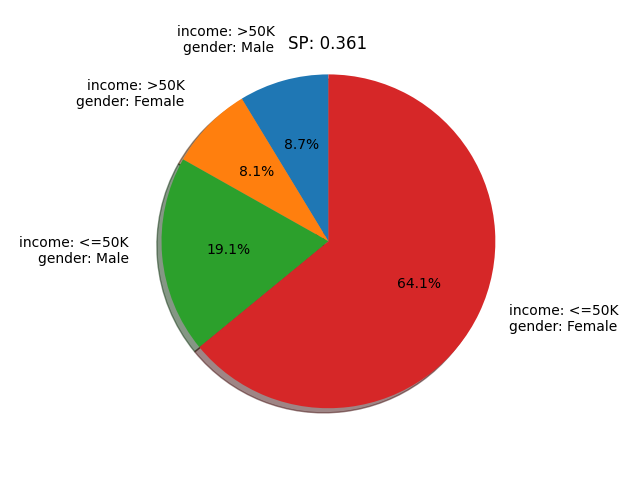 income: >50K
gender: Male
SP: 0.361
income: >50K
gender: Female
8.7%
8.1%
income: <=50K
gender: Male
19.1%
64.1%
income: <=50K
gender: Female